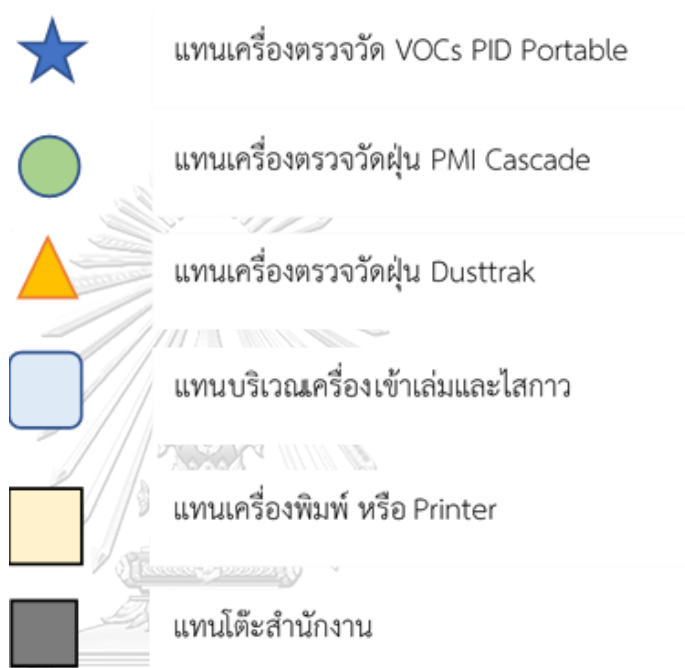 แทนเครื่องตรวจวัด VOCs PID Portable
แทนเครื่องตรวจวัดฝุ่น PMI Cascade
แทนเครื่องตรวจวัดฝุ่น Dusttrak
แทนบริเวณเครื่องเข้าเล่มและไสกาว
แทนเครื่องพิมพ์ หรือ Printer
แทนโต๊ะสำนักงาน